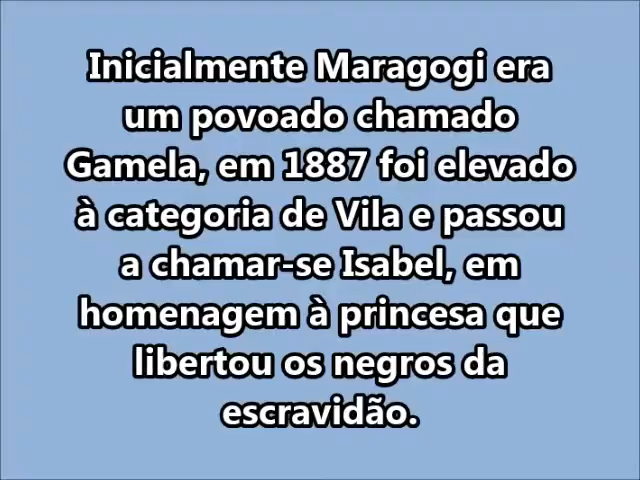 Inicialmente Maragogi era
um povoado chamado
Gamela, em 1887 foi elevado
à categoria de Vila e passou
a chamar-se Isabel, em
homenagem à princesa que
libertou os negros da
escravidão.